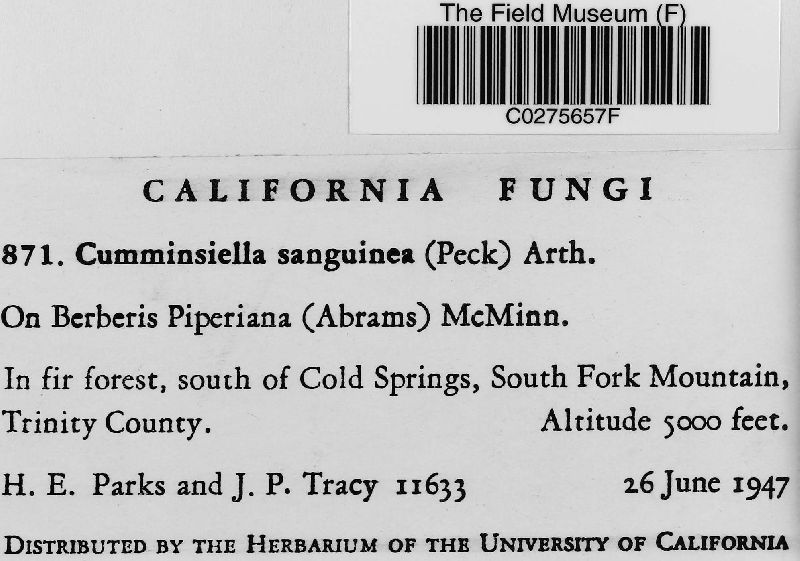 The Field Museum (F)
C0275657F
CALIFORNIA FUNGI
871. Cumminsiella sanguinea (Peck) Arth.
On Berberis Piperiana (Abrams) McMinn.
In fir forest, south of Cold Springs, South Fork Mountain,
Trinity County. Altitude 5000 feet.
H. E. Parks and J. P. Tracy 11633 26 June 1947
DISTRIBUTED BY THE HERBARIUM OF THE UNIVERSITY OF CALIFORNIA